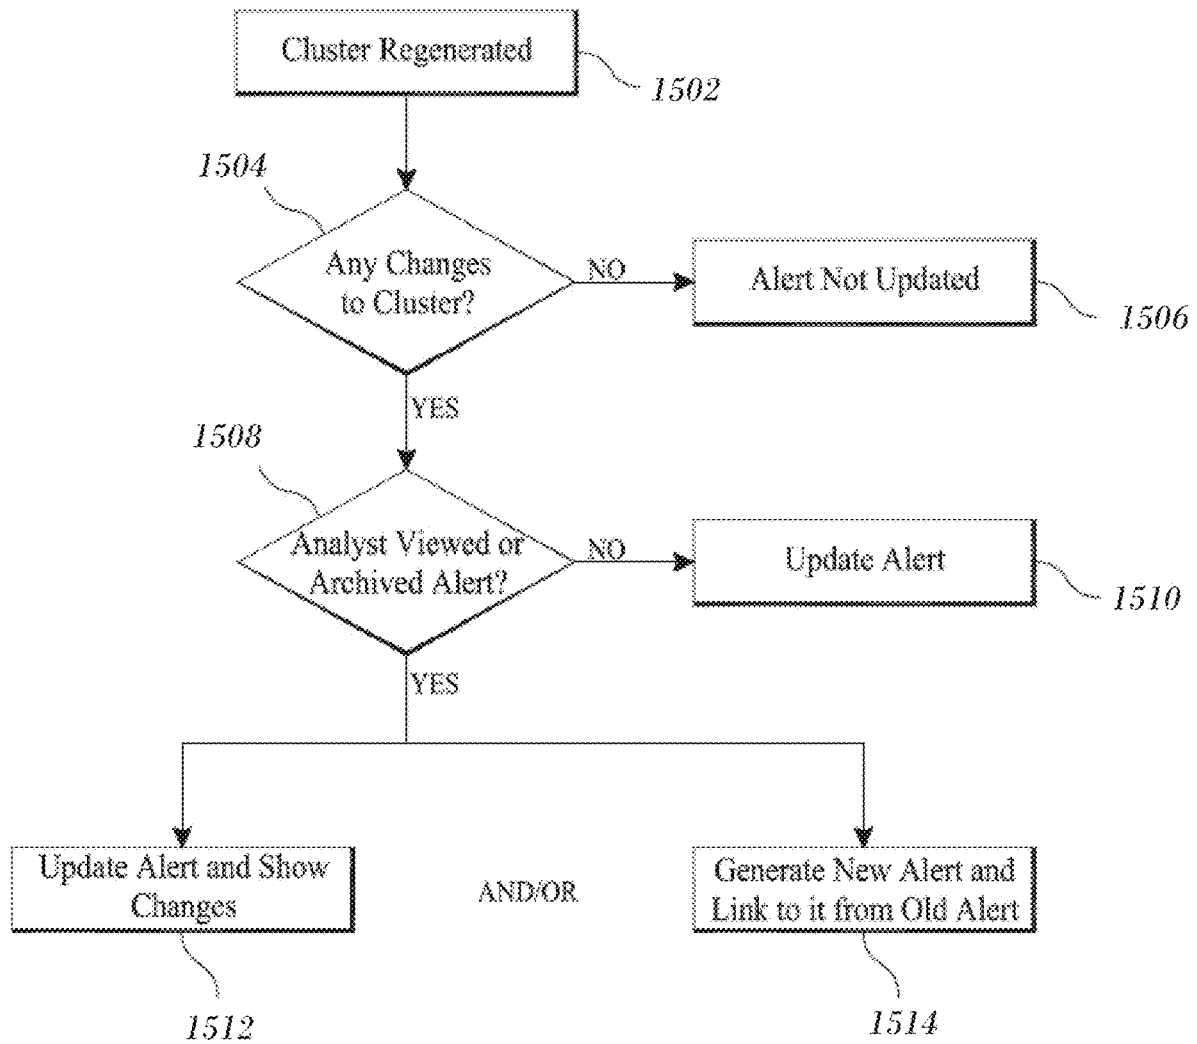 Cluster Regenerated
1502
1504
Any Changes
to Cluster?
NO
Alert Not Updated
1506
YES
1508
Analyst Viewed or
Archived Alert?
NO
Update Alert
1510
YES
Update Alert and Show
Changes
AND/OR
Generate New Alert and
Link to it from Old Alert
1512
1514